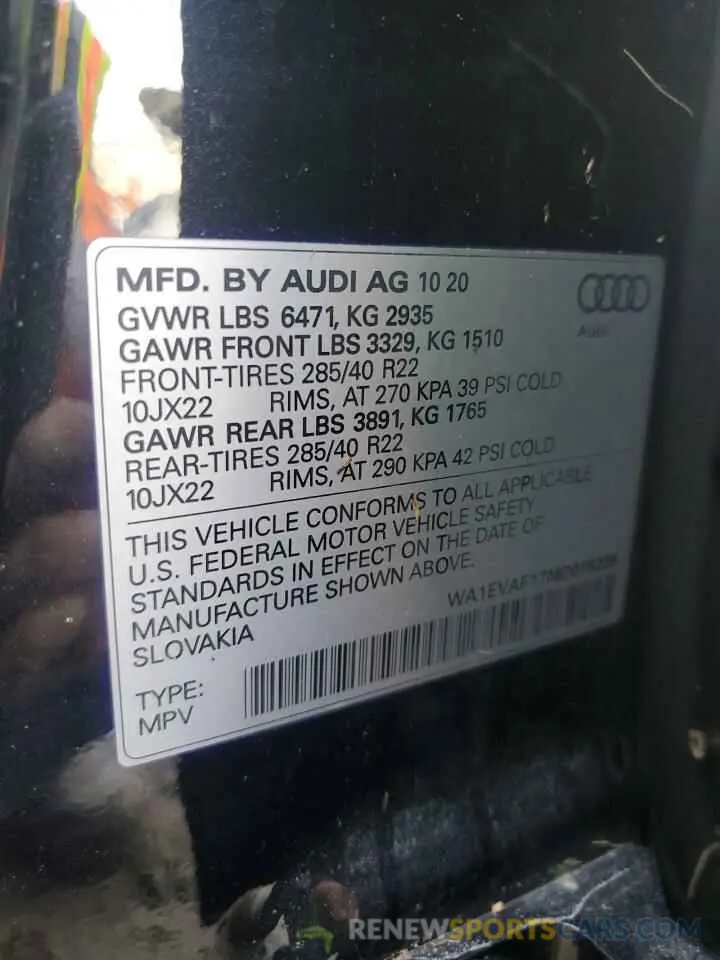 MFD. BY AUDI AG 10 20
Audi
GVWR LBS 6471, KG 2935
GAWR FRONT LBS 3329, KG 1510
FRONT-TIRES 285/40 R22
10JX22 RIMS, AT 270 KPA 39 PSI COLD
GAWR REAR LBS 3891, KG 1765
REAR-TIRES 285/40 R22
10JX22 RIMS, AT 290 KPA 42 PSI COLD
THIS VEHICLE CONFORMS TO ALL APPLICABLE
U.S. FEDERAL MOTOR VEHICLE SAFETY
STANDARDS IN EFFECT ON THE DATE OF
MANUFACTURE SHOWN ABOVE.
SLOVAKIA
TYPE:
MPV
RENEWSPORTSCARS.COM